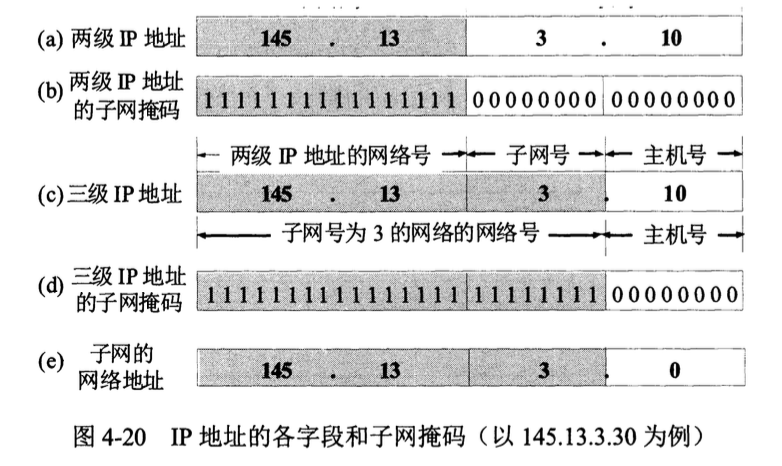 (a) 两级 IP 地址 145 . 13 3 . 10
(b) 两级 IP 地址的子网掩码 1111111111111111 00000000 00000000
两级 IP 地址的网络号 子网号 主机号
(c) 三级 IP 地址 145 . 13 3 . 10
子网号为 3 的网络的网络号 主机号
(d) 三级 IP 地址的子网掩码 1111111111111111 11111111 00000000
(e) 子网的网络地址 145 . 13 3 . 0
图 4-20 IP 地址的各字段和子网掩码（以 145.13.3.30 为例）